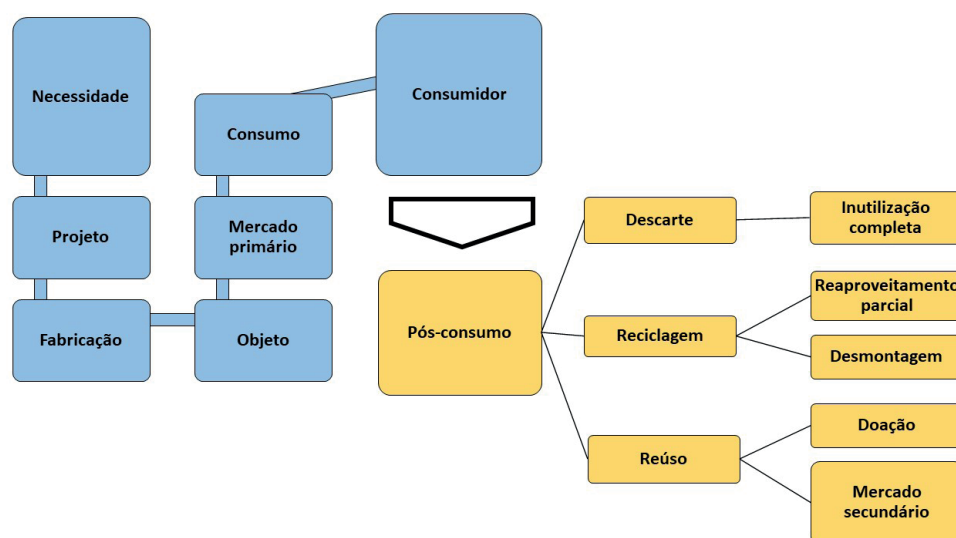 Necessidade
Projeto
Fabricação
Objeto
Mercado
primário
Consumo
Consumidor
Pós-consumo
Descarte
Inutilização
completa
Reciclagem
Reaproveitamento
parcial
Desmontagem
Reúso
Doação
Mercado
secundário